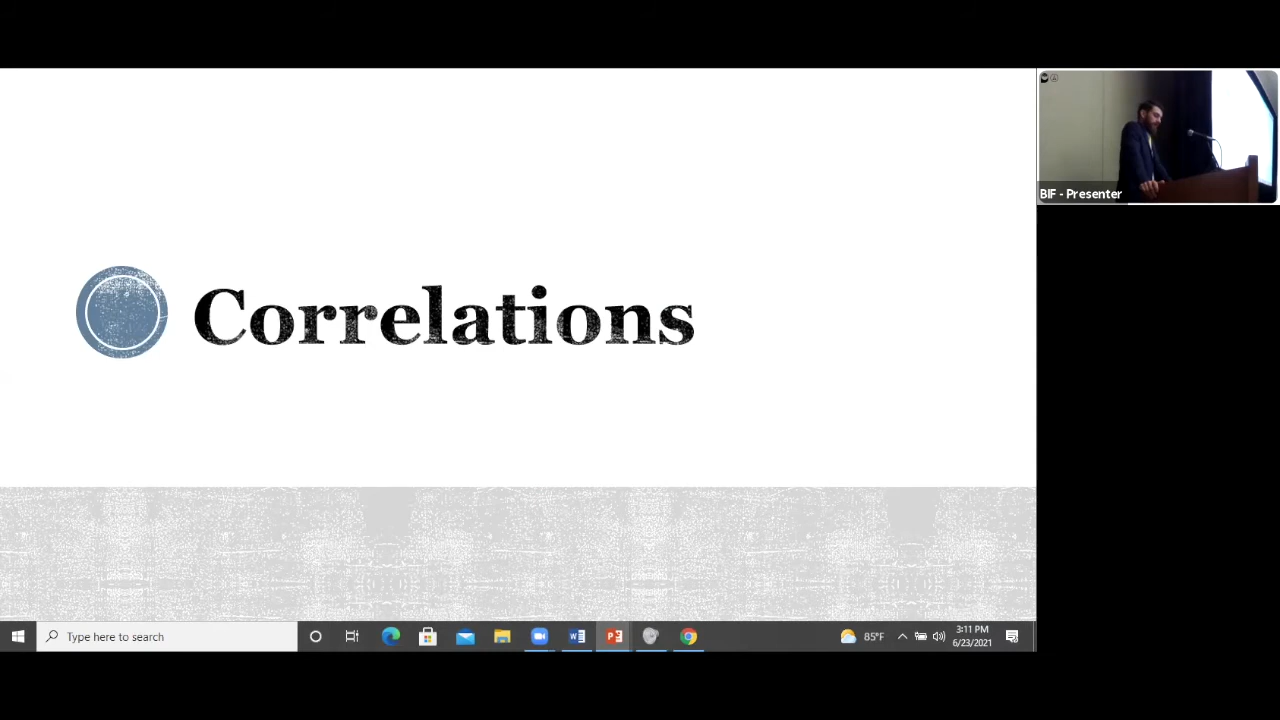 Correlations
BIF - Presenter
Type here to search
85°F
3:11 PM
6/23/2021